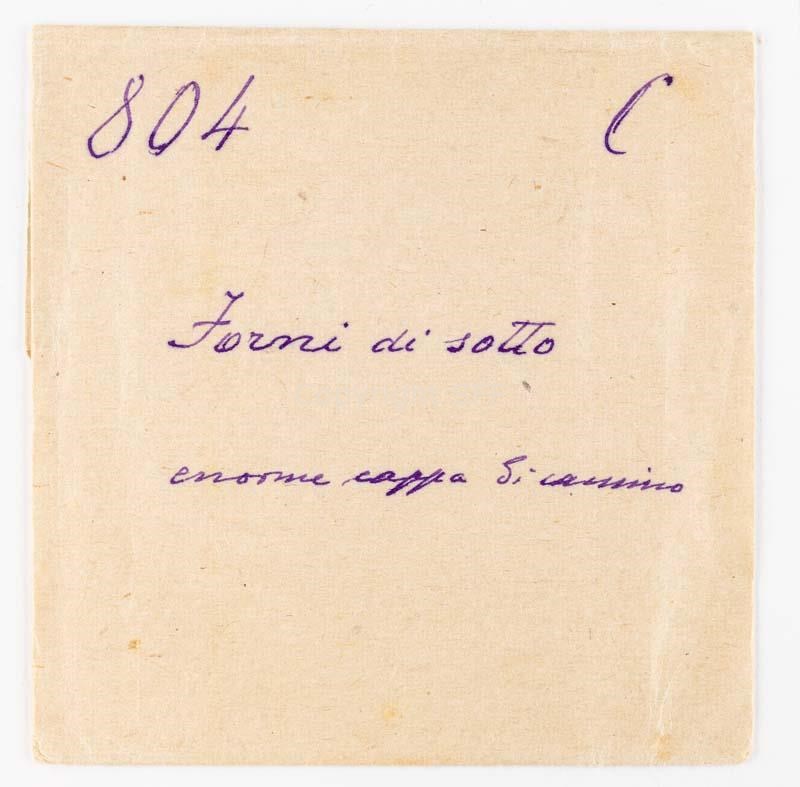 804 C
Forni di sotto
enorme cappa di camino